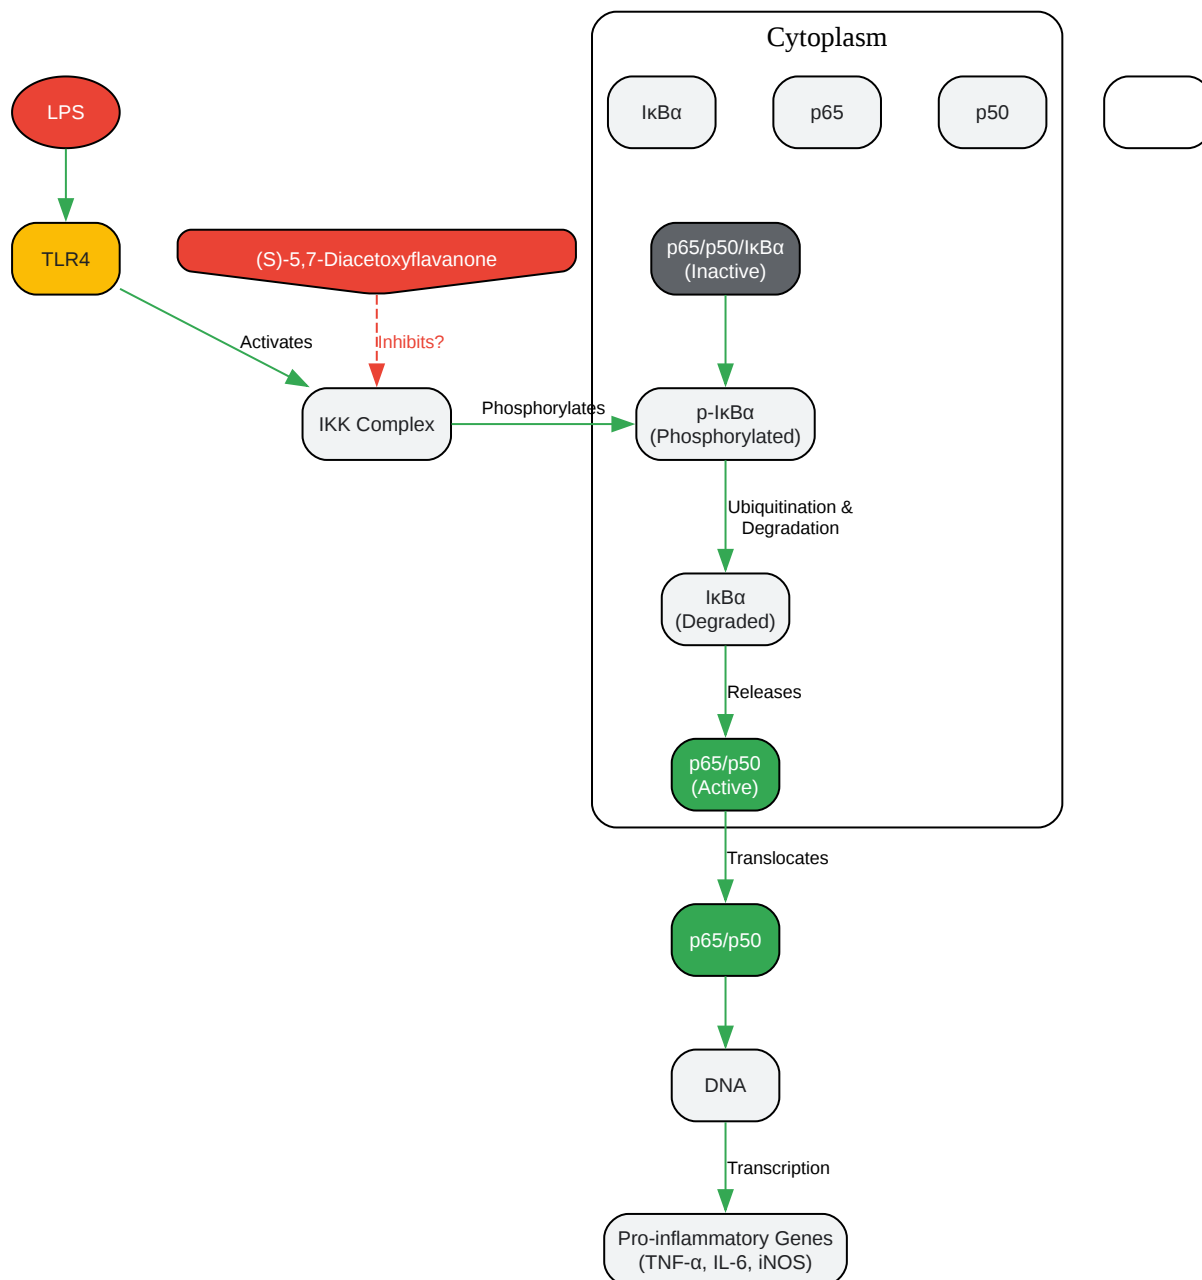 Cytoplasm
LPS
IκBα
p65
p50
TLR4
(S)-5,7-Diacetoxyflavanone
p65/p50/IκBα
(Inactive)
Activates
Inhibits?
IKK Complex
Phosphorylates
p-IκBα
(Phosphorylated)
Ubiquitination &
Degradation
IκBα
(Degraded)
Releases
p65/p50
(Active)
Translocates
p65/p50
DNA
Transcription
Pro-inflammatory Genes
(TNF-α, IL-6, iNOS)